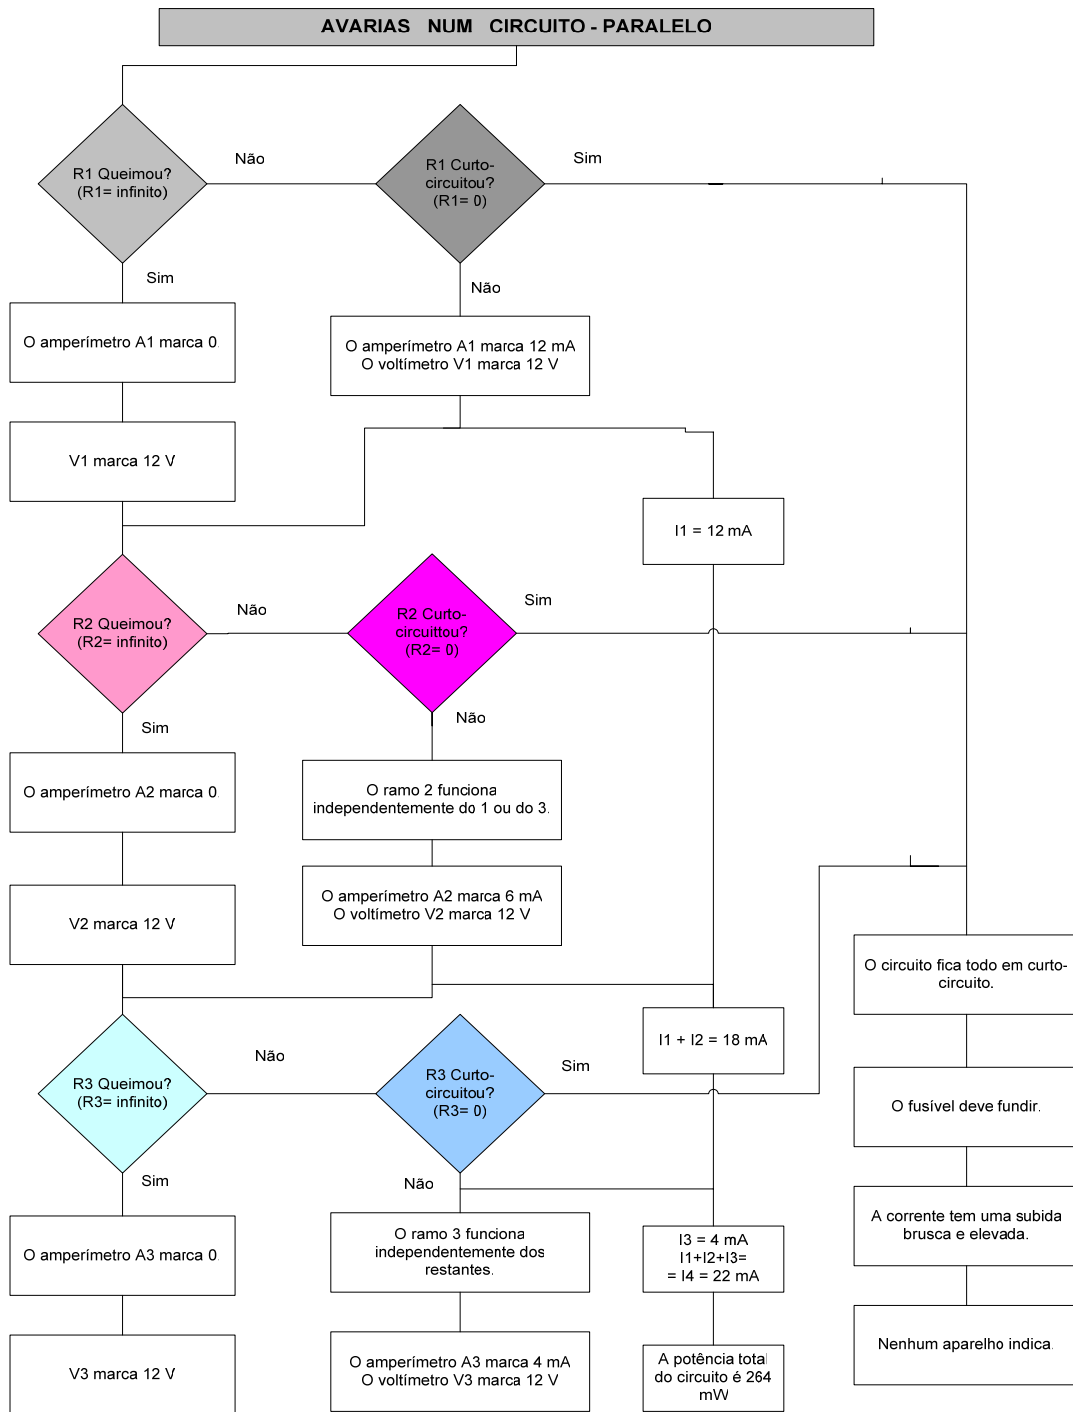 AVARIAS NUM CIRCUITO - PARALELO
R1 Queimou?
(R1= infinito)
Não
R1 Curto-
circuitou?
(R1= 0)
Sim
Sim
Não
O amperímetro A1 marca 0.
O amperímetro A1 marca 12 mA
O voltímetro V1 marca 12 V
V1 marca 12 V
I1 = 12 mA
R2 Queimou?
(R2= infinito)
Não
R2 Curto-
circuittou?
(R2= 0)
Sim
Sim
Não
O amperímetro A2 marca 0.
O ramo 2 funciona
independentemente do 1 ou do 3.
V2 marca 12 V
O amperímetro A2 marca 6 mA
O voltímetro V2 marca 12 V
O circuito fica todo em curto-
circuito.
I1 + I2 = 18 mA
R3 Queimou?
(R3= infinito)
Não
R3 Curto-
circuitou?
(R3= 0)
Sim
O fusível deve fundir.
Sim
Não
O amperímetro A3 marca 0.
O ramo 3 funciona
independentemente dos
restantes.
I3 = 4 mA
I1+I2+I3=
= I4 = 22 mA
A corrente tem uma subida
brusca e elevada.
V3 marca 12 V
O amperímetro A3 marca 4 mA
O voltímetro V3 marca 12 V
A potência total
do circuito é 264
mW
Nenhum aparelho indica.